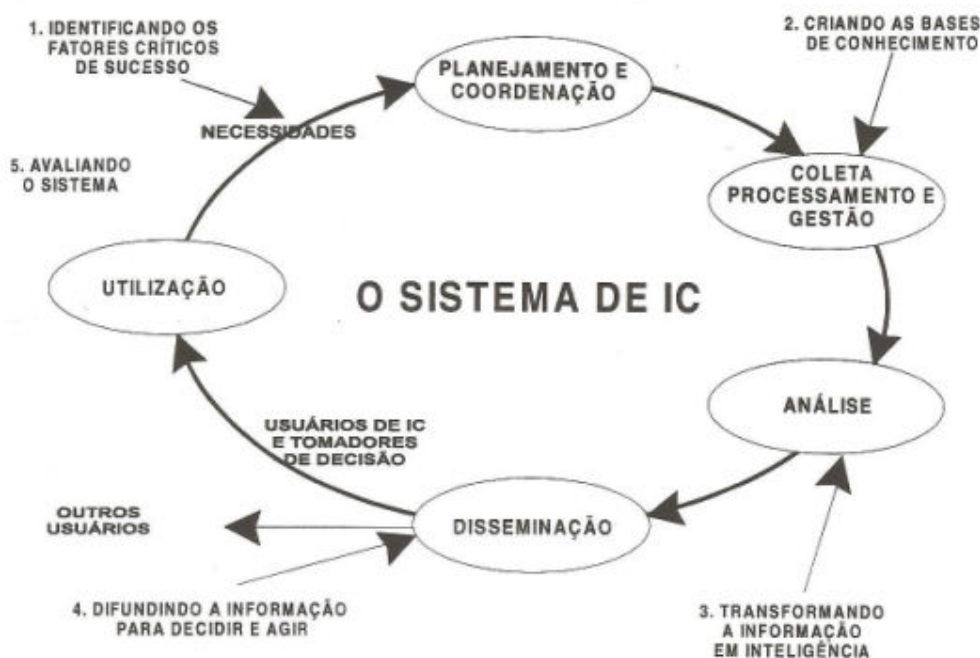 1. IDENTIFICANDO OS
FATORES CRÍTICOS
DE SUCESSO
2. CRIANDO AS BASES
DE CONHECIMENTO
PLANEJAMENTO E
COORDENAÇÃO
NECESSIDADES
5. AVALIANDO
O SISTEMA
COLETA
PROCESSAMENTO E
GESTÃO
UTILIZAÇÃO
O SISTEMA DE IC
ANÁLISE
USUÁRIOS DE IC
E TOMADORES
DE DECISÃO
OUTROS
USUÁRIOS
DISSEMINAÇÃO
4. DIFUNDINDO A INFORMAÇÃO
PARA DECIDIR E AGIR
3. TRANSFORMANDO
A INFORMAÇÃO
EM INTELIGÊNCIA